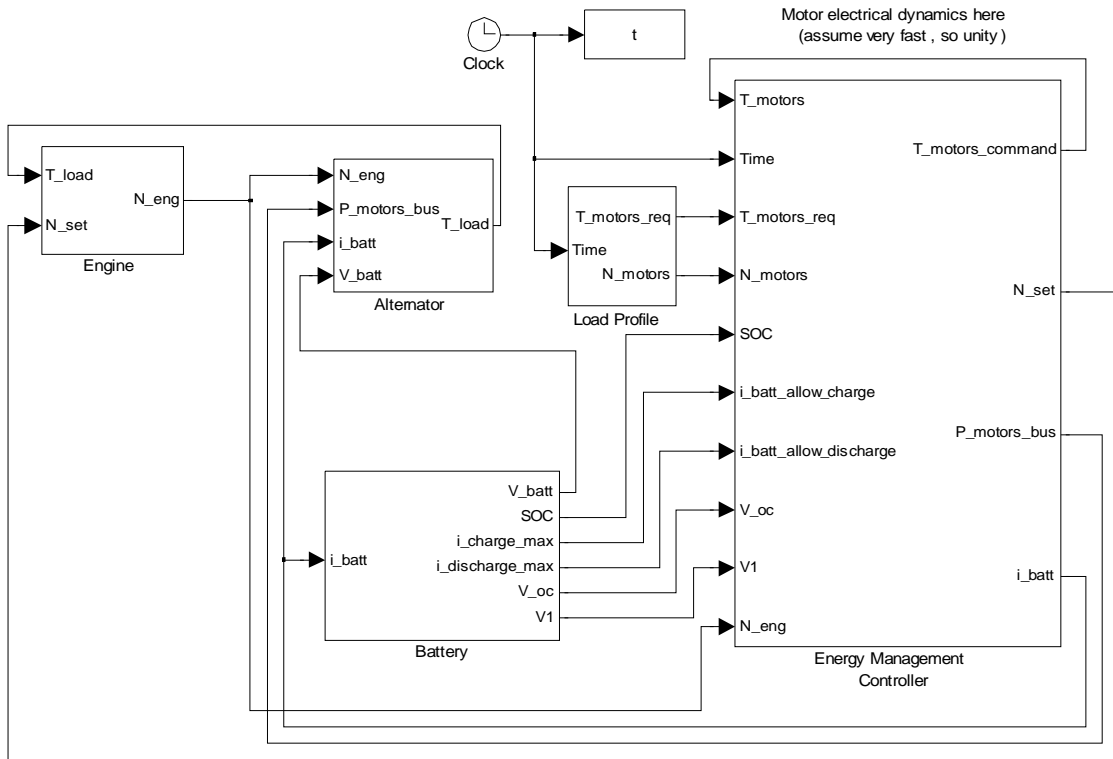 Motor electrical dynamics here
(assume very fast , so unity )
t
Clock
T_load
N_set
N_eng
Engine
N_eng
P_motors_bus
i_batt
V_batt
T_load
Alternator
Time
T_motors_req
N_motors
Load Profile
i_batt
V_batt
SOC
i_charge_max
i_discharge_max
V_oc
V1
Battery
T_motors
Time
T_motors_req
N_motors
SOC
i_batt_allow_charge
i_batt_allow_discharge
V_oc
V1
N_eng
T_motors_command
N_set
P_motors_bus
i_batt
Energy Management
Controller